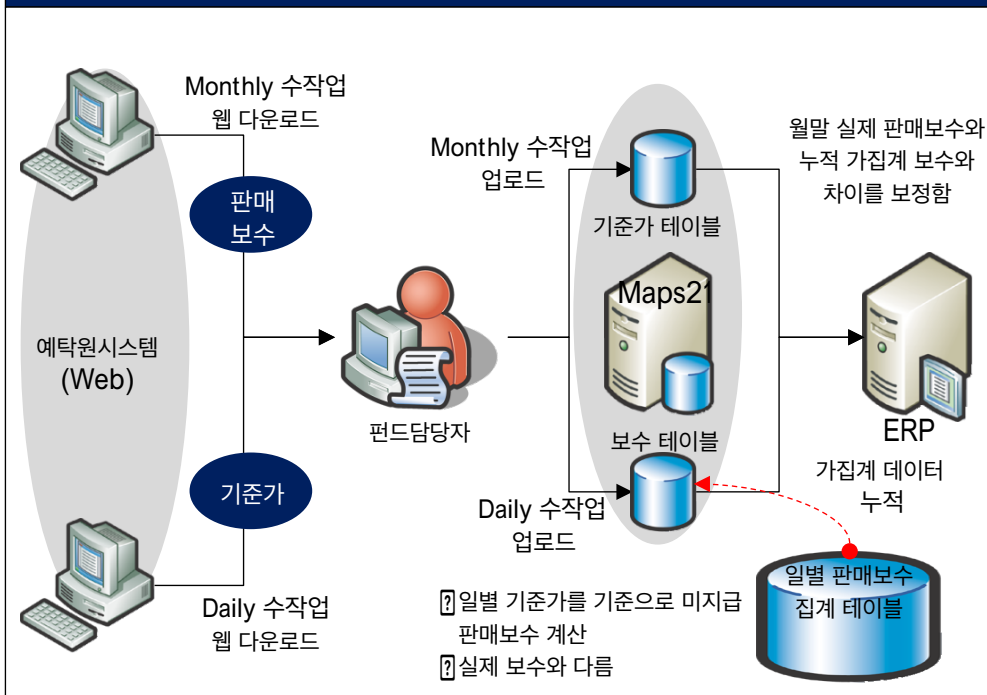 Monthly 수작업
웹 다운로드
판매
보수
예탁원시스템
(Web)
기준가
Daily 수작업
웹 다운로드
펀드담당자
Monthly 수작업
업로드
기준가 테이블
Maps21
보수 테이블
Daily 수작업
업로드
월말 실제 판매보수와
누적 가집계 보수와
차이를 보정함
ERP
가집계 데이터
누적
일별 판매보수
집계 테이블
?일별 기준가를 기준으로 미지급
판매보수 계산
?실제 보수와 다름